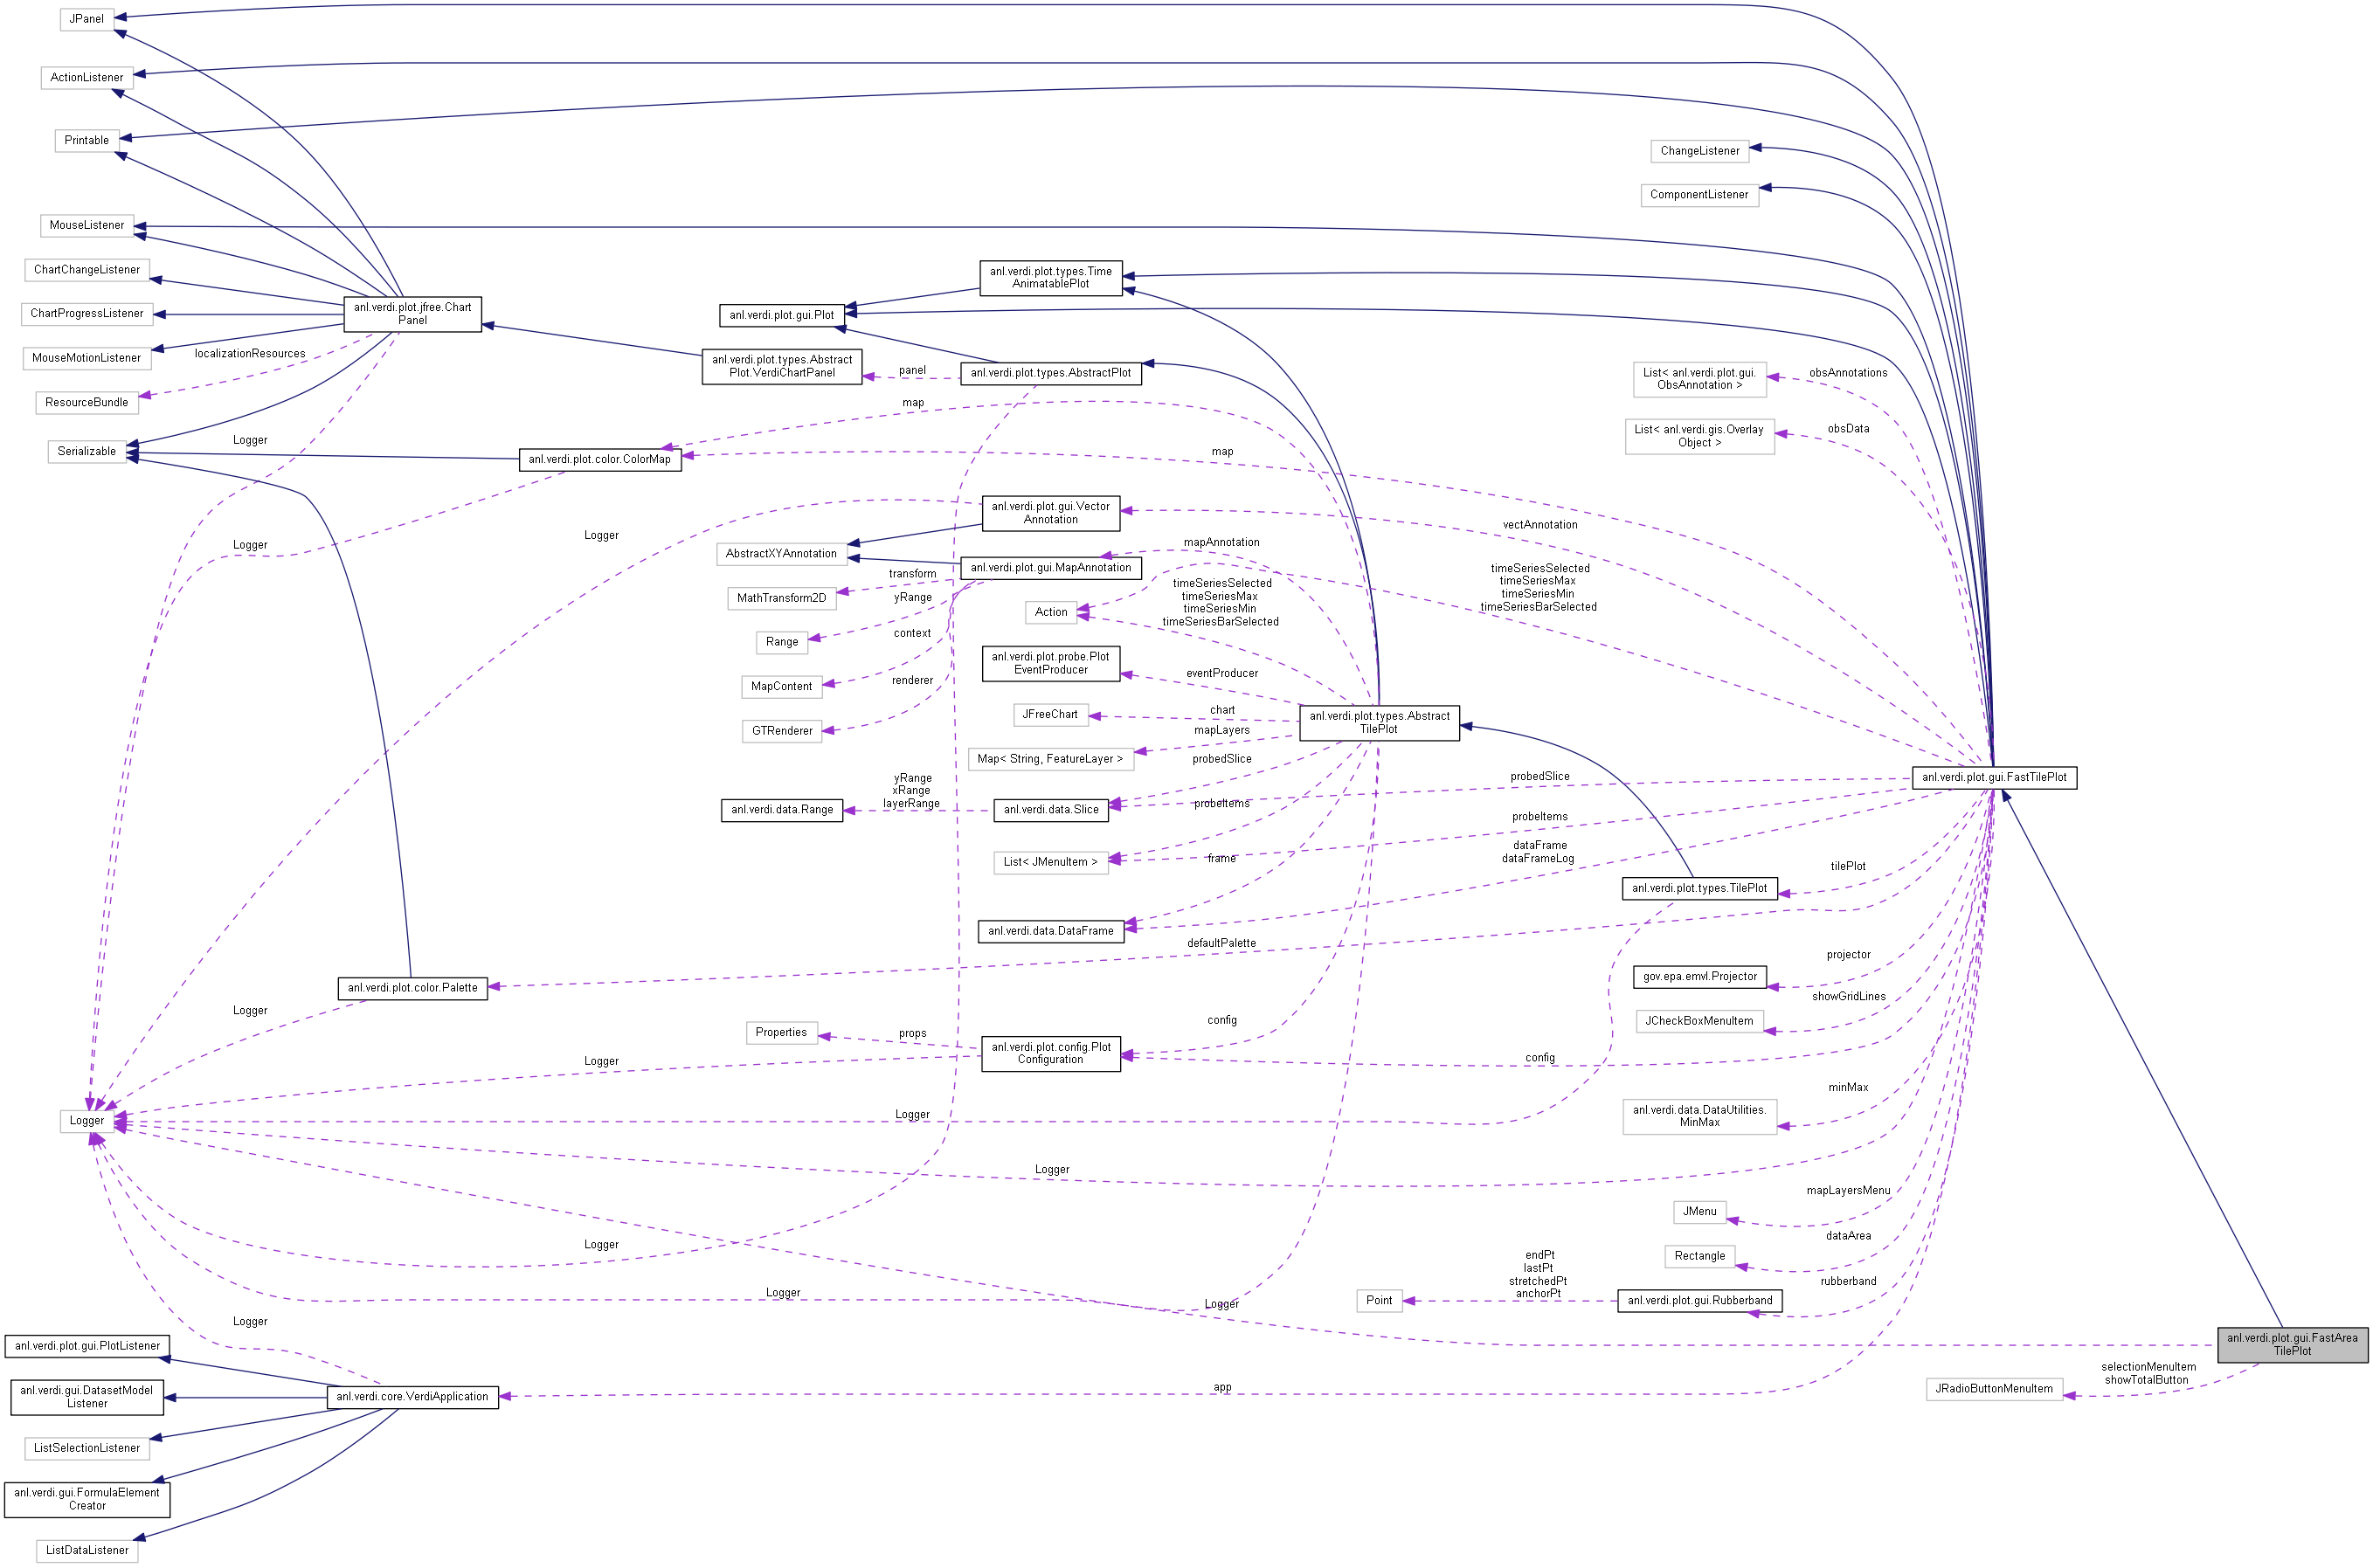 JPanel
ActionListener
Printable
ChangeListener
ComponentListener
MouseListener
ChartChangeListener
anl.verdi.plot.types.Time
AnimatablePlot
ChartProgressListener
anl.verdi.plot.jfree.Chart
Panel
anl.verdi.plot.gui.Plot
MouseMotionListener
localizationResources
anl.verdi.plot.types.Abstract
Plot.VerdiChartPanel
panel
anl.verdi.plot.types.AbstractPlot
List< anl.verdi.plot.gui.
ObsAnnotation >
obsAnnotations
ResourceBundle
map
List< anl.verdi.gis.Overlay
Object >
obsData
Serializable
Logger
anl.verdi.plot.color.ColorMap
map
anl.verdi.plot.gui.Vector
Annotation
vectAnnotation
Logger
Logger
AbstractXYAnnotation
mapAnnotation
anl.verdi.plot.gui.MapAnnotation
transform
MathTransform2D
yRange
Action
timeSeriesSelected
timeSeriesMax
timeSeriesMin
timeSeriesBarSelected
timeSeriesSelected
timeSeriesMax
timeSeriesMin
timeSeriesBarSelected
Range
context
anl.verdi.plot.probe.Plot
EventProducer
eventProducer
MapContent
renderer
JFreeChart
chart
anl.verdi.plot.types.Abstract
TilePlot
GTRenderer
mapLayers
Map< String, FeatureLayer >
probedSlice
probedSlice
anl.verdi.plot.gui.FastTilePlot
yRange
xRange
layerRange
anl.verdi.data.Range
anl.verdi.data.Slice
probeItems
probeItems
List< JMenuItem >
frame
dataFrame
dataFrameLog
tilePlot
anl.verdi.plot.types.TilePlot
anl.verdi.data.DataFrame
defaultPalette
projector
gov.epa.emvl.Projector
anl.verdi.plot.color.Palette
Logger
showGridLines
JCheckBoxMenuItem
Properties
props
config
anl.verdi.plot.config.Plot
Configuration
Logger
config
minMax
anl.verdi.data.DataUtilities.
MinMax
Logger
Logger
Logger
mapLayersMenu
JMenu
dataArea
Rectangle
Logger
Logger
endPt
lastPt
stretchedPt
anchorPt
rubberband
Point
anl.verdi.plot.gui.Rubberband
Logger
Logger
anl.verdi.plot.gui.FastArea
TilePlot
anl.verdi.plot.gui.PlotListener
selectionMenuItem
showTotalButton
anl.verdi.gui.DatasetModel
Listener
anl.verdi.core.VerdiApplication
app
JRadioButtonMenuItem
ListSelectionListener
anl.verdi.gui.FormulaElement
Creator
ListDataListener